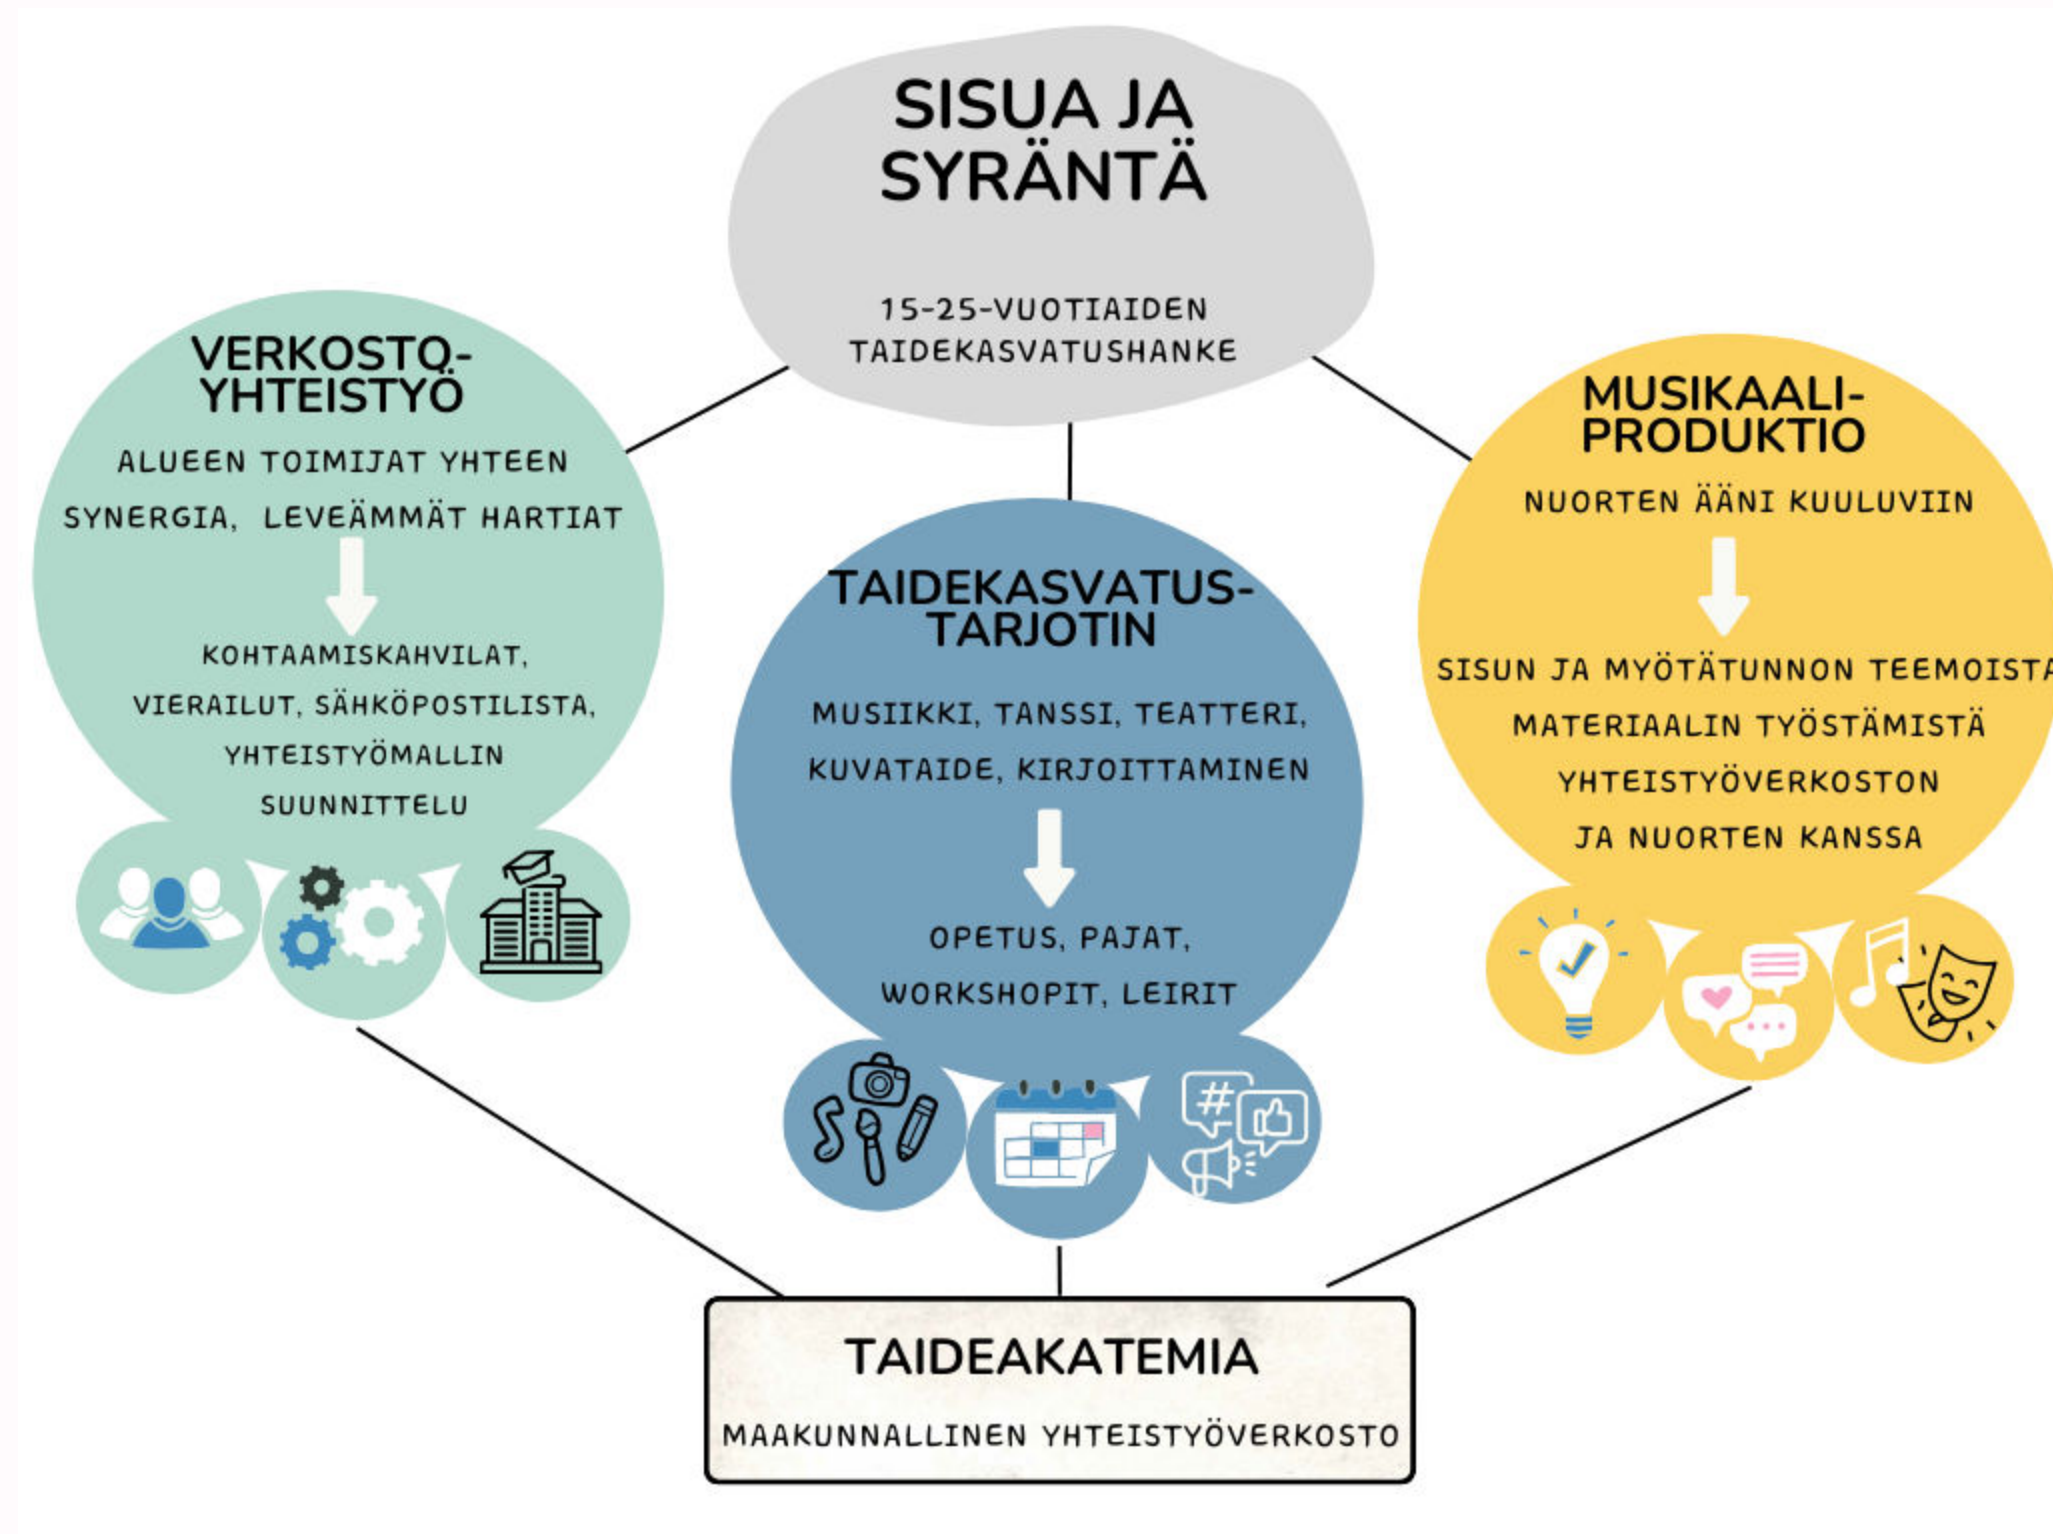 SISUA JA
SYRÄNTÄ
15-25-VUOTIAIDEN
TAIDEKASVATUSHANKE
VERKOSTO-
YHTEISTYÖ
ALUEEN TOIMIJAT YHTEEN
SYNERGIA, LEVEÄMMÄT HARTIAT
KOHTAAMISKAHVILAT,
VIERAILUT, SÄHKÖPOSTILISTA,
YHTEISTYÖMALLIN
SUUNNITTELU
TAIDEKASVATUS-
TARJOTIN
MUSIIKKI, TANSSI, TEATTERI,
KUVATAIDE, KIRJOITTAMINEN
OPETUS, PAJAT,
WORKSHOPIT, LEIRIT
#
MUSIKAALI-
PRODUKTIO
NUORTEN ÄÄNI KUULUVIIN
SISUN JA MYÖTÄTUNNON TEEMOISTA
MATERIAALIN TYÖSTÄMISTÄ
YHTEISTYÖVERKOSTON
JA NUORTEN KANSSA
TAIDEAKATEMIA
MAAKUNNALLINEN YHTEISTYÖVERKOSTO